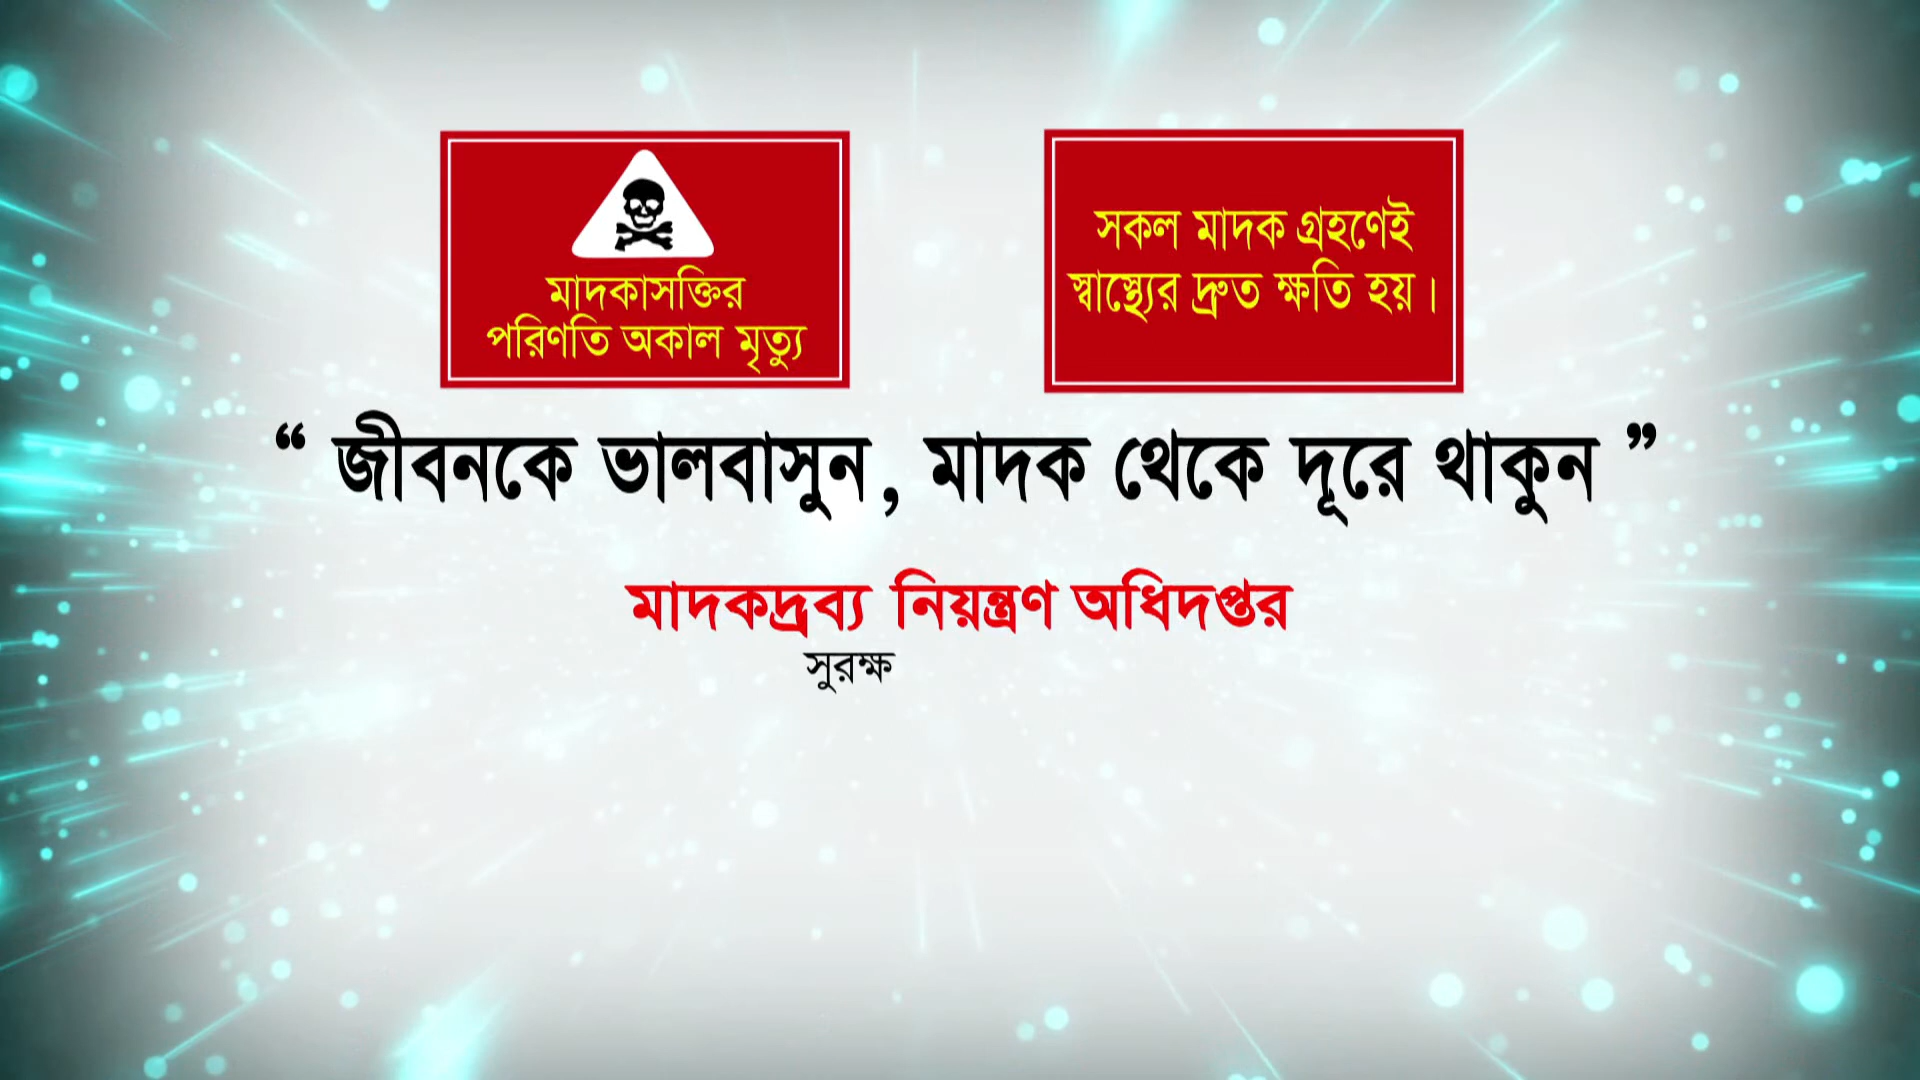 মাদকাসক্তির
পরিণতি অকাল মৃত্যু
সকল মাদক গ্রহণেই
স্বাস্থ্যের দ্রুত ক্ষতি হয়।
“ জীবনকে ভালবাসুন, মাদক থেকে দূরে থাকুন ”
মাদকদ্রব্য নিয়ন্ত্রণ অধিদপ্তর
সুরক্ষ